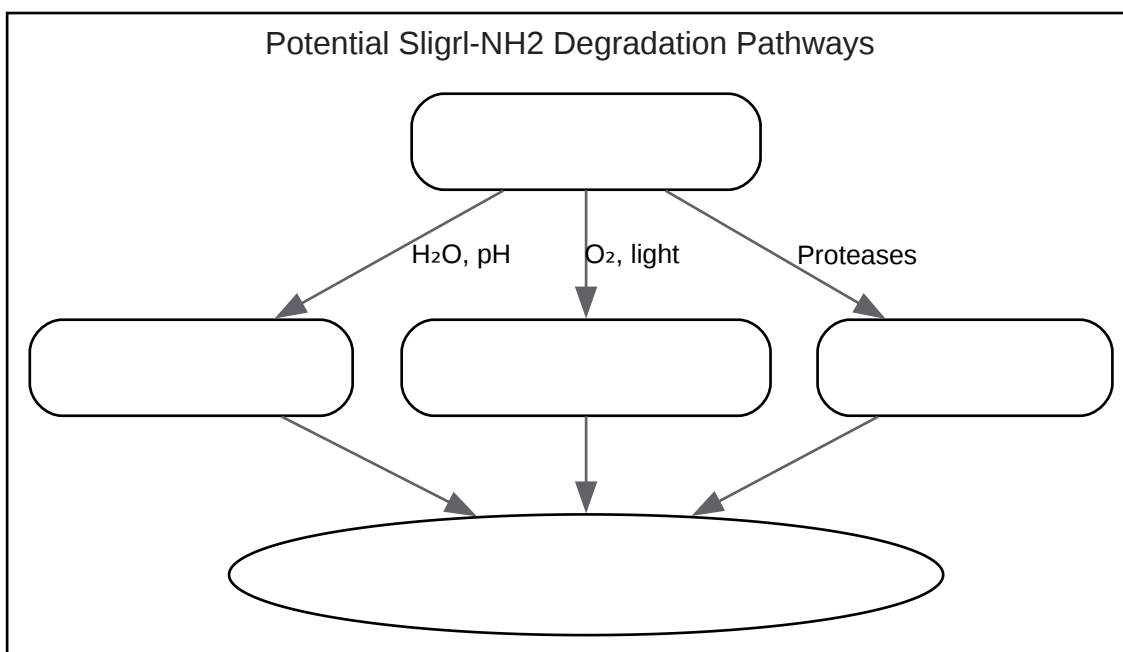 Potential Sligrl-NH2 Degradation Pathways
H₂O, pH
O₂, light
Proteases